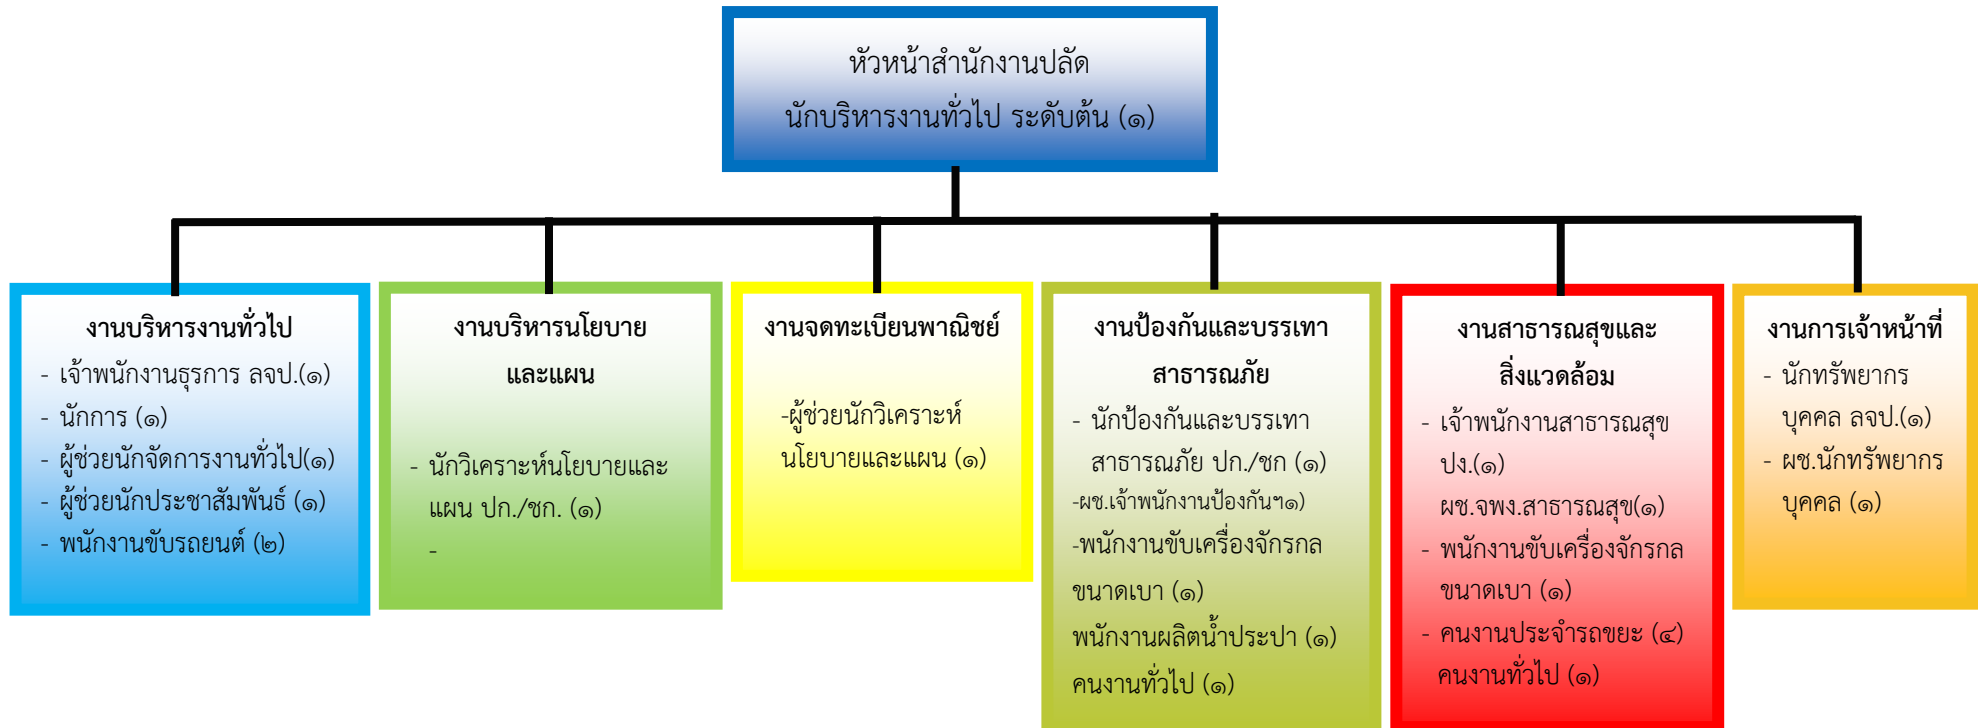 หัวหน้าสำนักงานปลัด
นักบริหารงานทั่วไป ระดับต้น (๑)
งานบริหารงานทั่วไป
- เจ้าพนักงานธุรการ ลจป.(๑)
- นักการ (๑)
- ผู้ช่วยนักจัดการงานทั่วไป(๑)
- ผู้ช่วยนักประชาสัมพันธ์ (๑)
- พนักงานขับรถยนต์ (๒)
งานบริหารนโยบาย
และแผน
- นักวิเคราะห์นโยบายและ
แผน ปก./ชก. (๑)
-
งานจดทะเบียนพาณิชย์
-ผู้ช่วยนักวิเคราะห์
นโยบายและแผน (๑)
งานป้องกันและบรรเทา
สาธารณภัย
- นักป้องกันและบรรเทา
สาธารณภัย ปก./ชก (๑)
-ผช.เจ้าพนักงานป้องกันฯ๑)
-พนักงานขับเครื่องจักรกล
ขนาดเบา (๑)
พนักงานผลิตน้ำประปา (๑)
คนงานทั่วไป (๑)
งานสาธารณสุขและ
สิ่งแวดล้อม
- เจ้าพนักงานสาธารณสุข
ปง.(๑)
ผช.จพง.สาธารณสุข(๑)
- พนักงานขับเครื่องจักรกล
ขนาดเบา (๑)
- คนงานประจำรถขยะ (๔)
คนงานทั่วไป (๑)
งานการเจ้าหน้าที่
- นักทรัพยากร
บุคคล ลจป.(๑)
- ผช.นักทรัพยากร
บุคคล (๑)